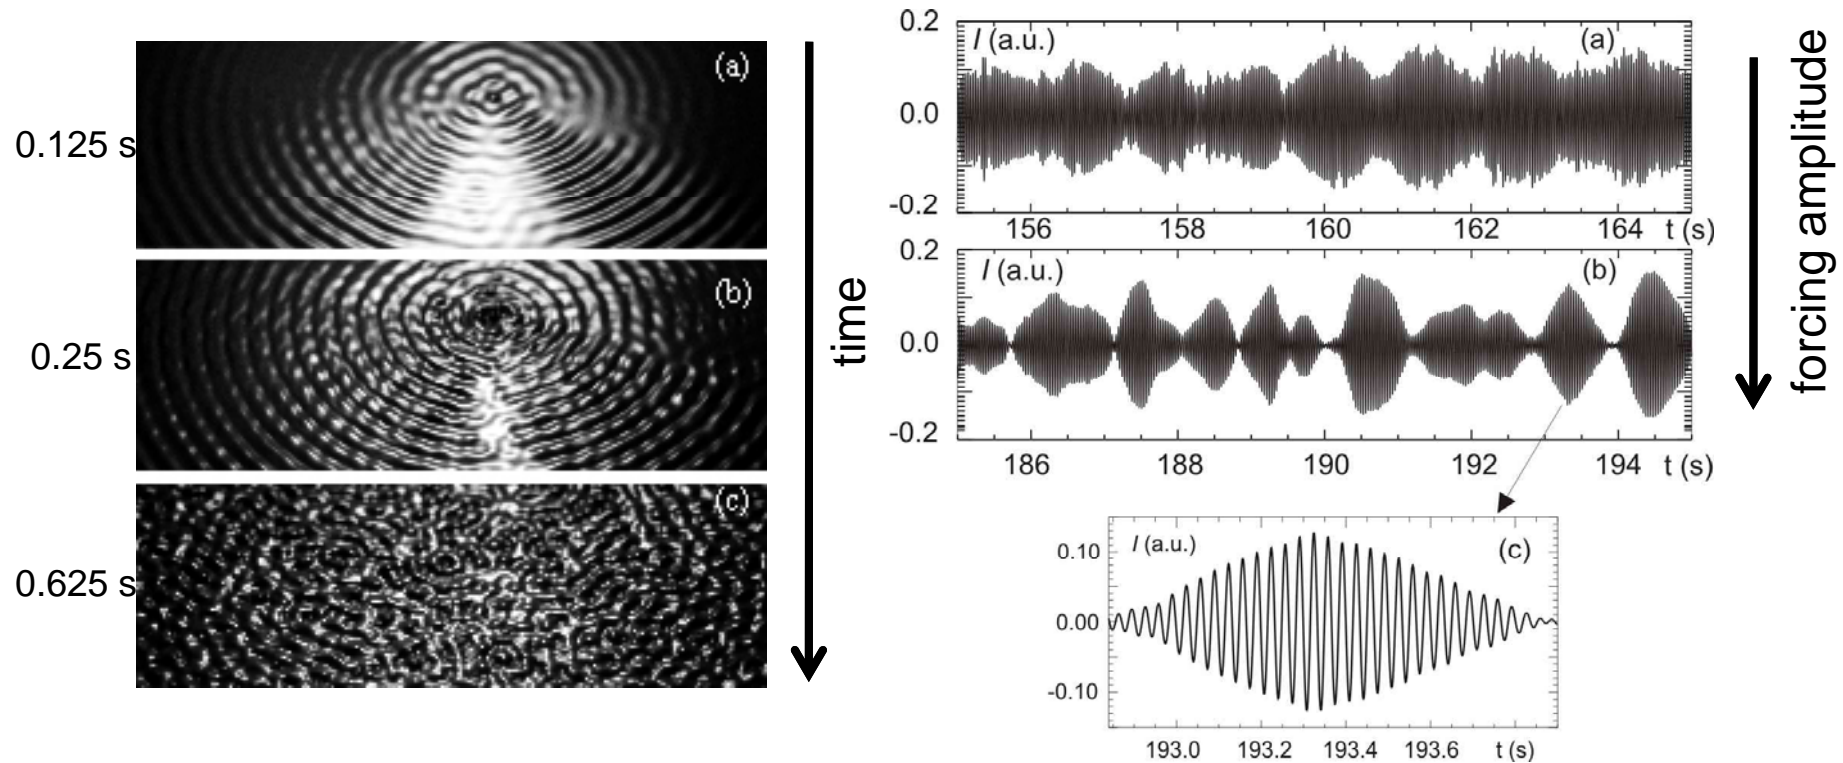 (a)
0.125 s
(b)
0.25 s
(c)
0.625 s
time
0.2
I (a.u.)
(a)
0.0
-0.2
156 158 160 162 164 t (s)
0.2
I (a.u.)
(b)
0.0
-0.2
186 188 190 192 194 t (s)
forcing amplitude
I (a.u.)
(c)
0.10
0.00
-0.10
193.0 193.2 193.4 193.6 t (s)